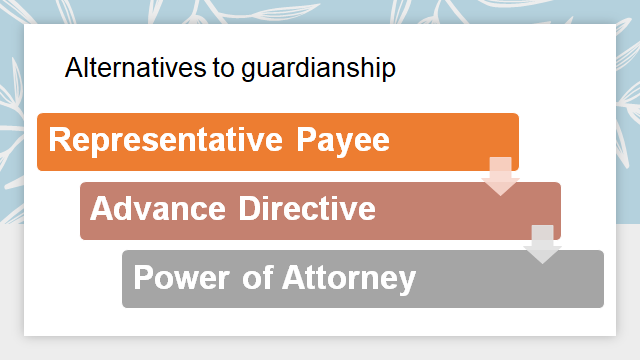 Alternatives to guardianship
Representative Payee
Advance Directive
Power of Attorney